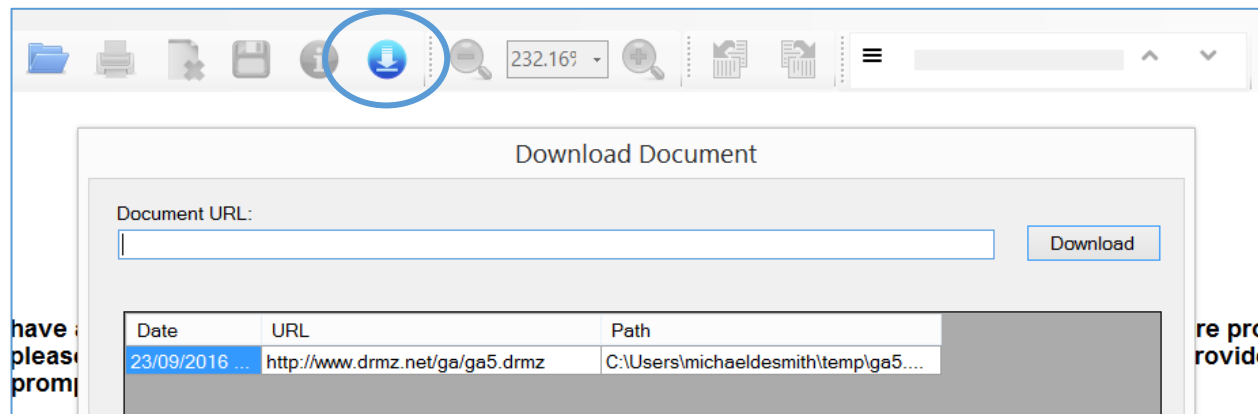 232.16%
Download Document
Document URL:
Download
Date URL Path
23/09/2016 ... http://www.drmz.net/ga/ga5.drmz C:\Users\michaeldesmith\temp\ga5....
have re pro
please rovide
promp